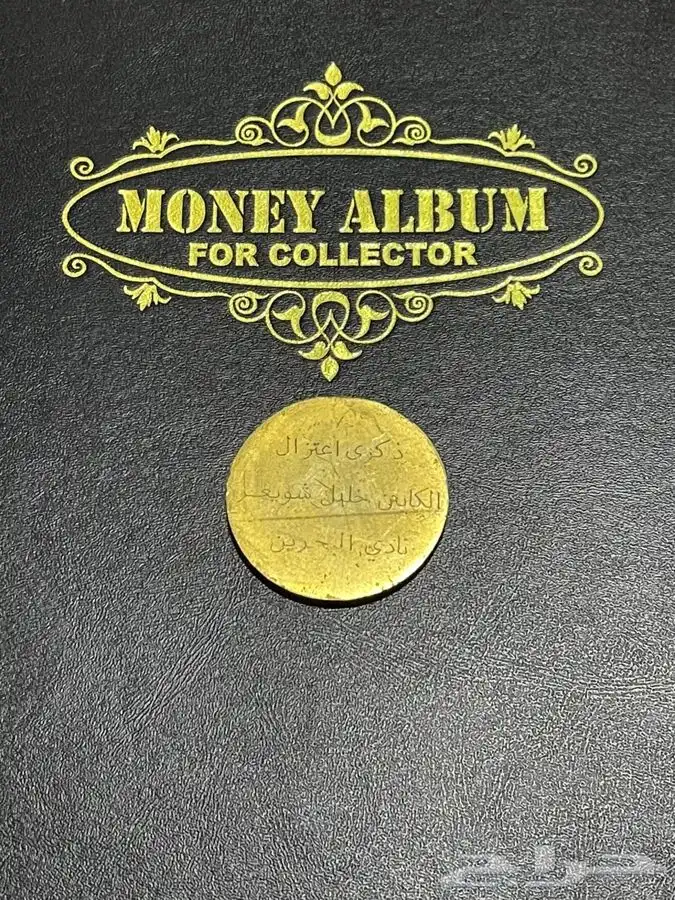 MONEY ALBUM
FOR COLLECTOR
ذكرى اعتزال
الكابتن خليل شويعر
نادي البحرين
حراج